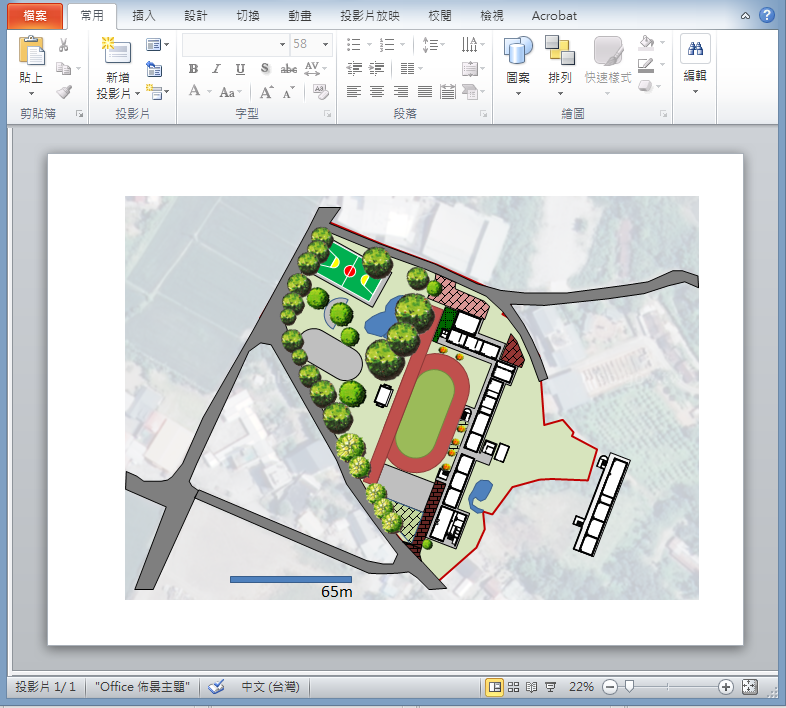 檔案 常用 插入 設計 切換 動畫 投影片放映 校閱 檢視 Acrobat
58
B I U S abc AV
A Aa A A
貼上 新增 投影片 圖案 排列 快速樣式 編輯
剪貼簿 投影片 字型 段落 繪圖
65m
投影片 1/ 1 "Office 佈景主題" 中文 (台灣) 22%